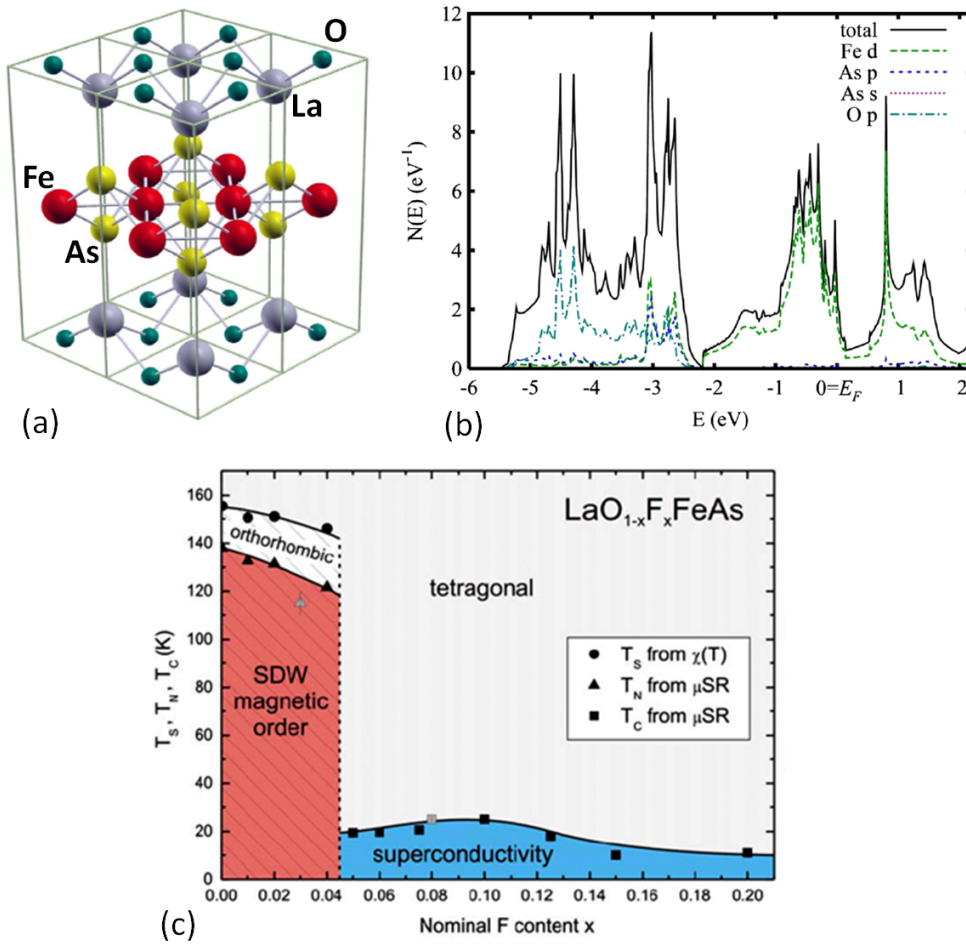 O
La
Fe
As
(a)
12
10
8
6
4
2
0
N(E) (eV⁻¹)
total
Fe d
As p
As s
O p
-6 -5 -4 -3 -2 -1 0=E_F 1 2
E (eV)
(b)
160
140
120
100
80
60
40
20
0
T_S, T_N, T_C (K)
LaO₁₋ₓFₓFeAs
orthorhombic
tetragonal
SDW
magnetic
order
T_S from χ(T)
T_N from μSR
T_C from μSR
superconductivity
0.00 0.02 0.04 0.06 0.08 0.10 0.12 0.14 0.16 0.18 0.20
Nominal F content x
(c)